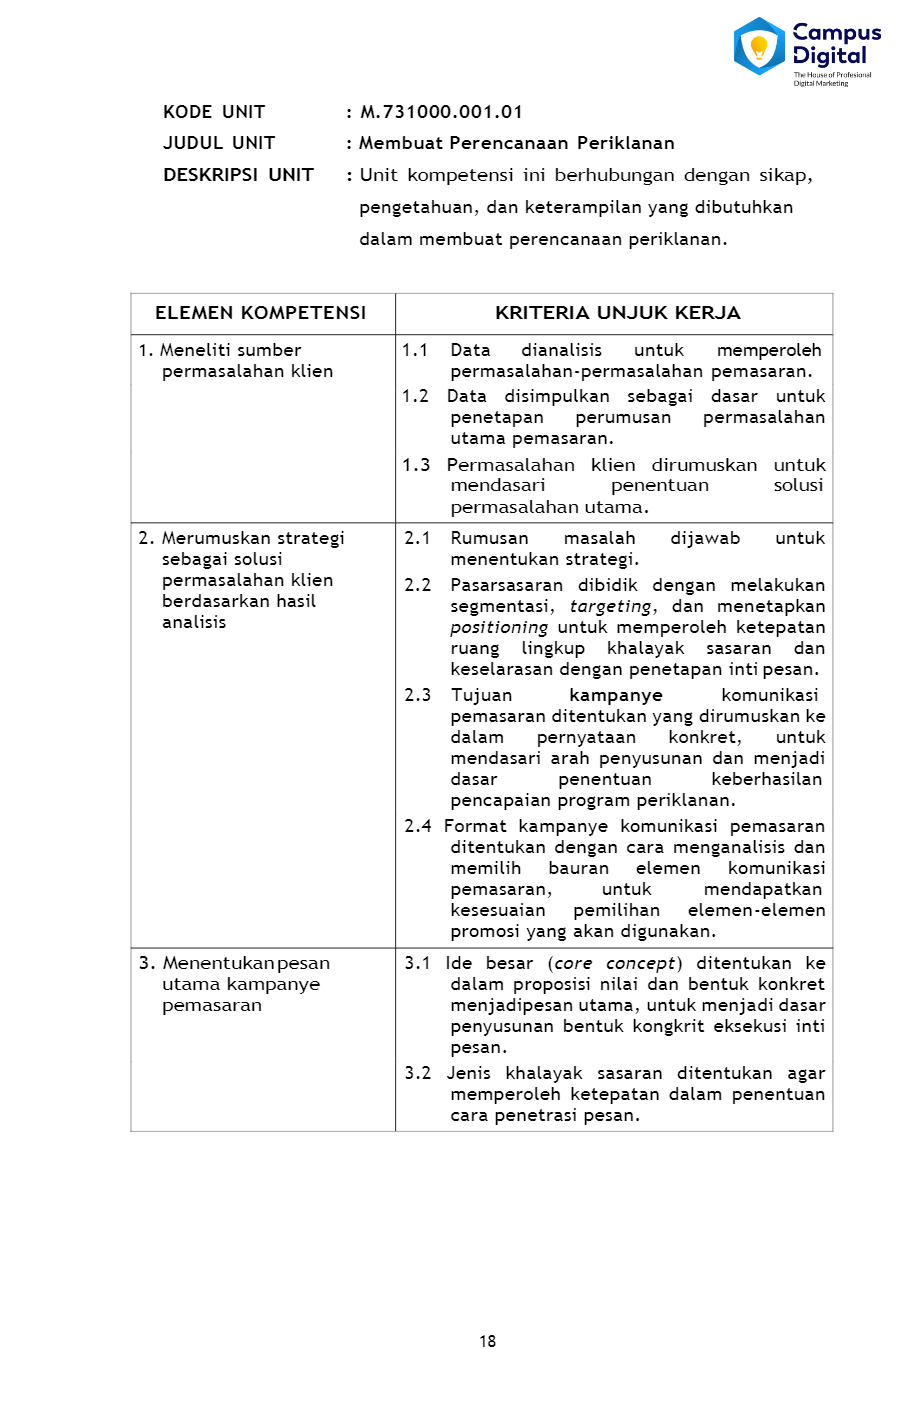 Campus
Digital
The House of Profesional
Digital Marketing
KODE UNIT : M.731000.001.01
JUDUL UNIT : Membuat Perencanaan Periklanan
DESKRIPSI UNIT : Unit kompetensi ini berhubungan dengan sikap,
pengetahuan, dan keterampilan yang dibutuhkan
dalam membuat perencanaan periklanan.
ELEMEN KOMPETENSI KRITERIA UNJUK KERJA
1. Meneliti sumber
permasalahan klien
1.1 Data dianalisis untuk memperoleh
permasalahan-permasalahan pemasaran.
1.2 Data disimpulkan sebagai dasar untuk
penetapan perumusan permasalahan
utama pemasaran.
1.3 Permasalahan klien dirumuskan untuk
mendasari penentuan solusi
permasalahan utama.
2. Merumuskan strategi
sebagai solusi
permasalahan klien
berdasarkan hasil
analisis
2.1 Rumusan masalah dijawab untuk
menentukan strategi.
2.2 Pasarsasaran dibidik dengan melakukan
segmentasi, targeting, dan menetapkan
positioning untuk memperoleh ketepatan
ruang lingkup khalayak sasaran dan
keselarasan dengan penetapan inti pesan.
2.3 Tujuan kampanye komunikasi
pemasaran ditentukan yang dirumuskan ke
dalam pernyataan konkret, untuk
mendasari arah penyusunan dan menjadi
dasar penentuan keberhasilan
pencapaian program periklanan.
2.4 Format kampanye komunikasi pemasaran
ditentukan dengan cara menganalisis dan
memilih bauran elemen komunikasi
pemasaran, untuk mendapatkan
kesesuaian pemilihan elemen-elemen
promosi yang akan digunakan.
3. Menentukan pesan
utama kampanye
pemasaran
3.1 Ide besar (core concept) ditentukan ke
dalam proposisi nilai dan bentuk konkret
menjadipesan utama, untuk menjadi dasar
penyusunan bentuk kongkrit eksekusi inti
pesan.
3.2 Jenis khalayak sasaran ditentukan agar
memperoleh ketepatan dalam penentuan
cara penetrasi pesan.
18